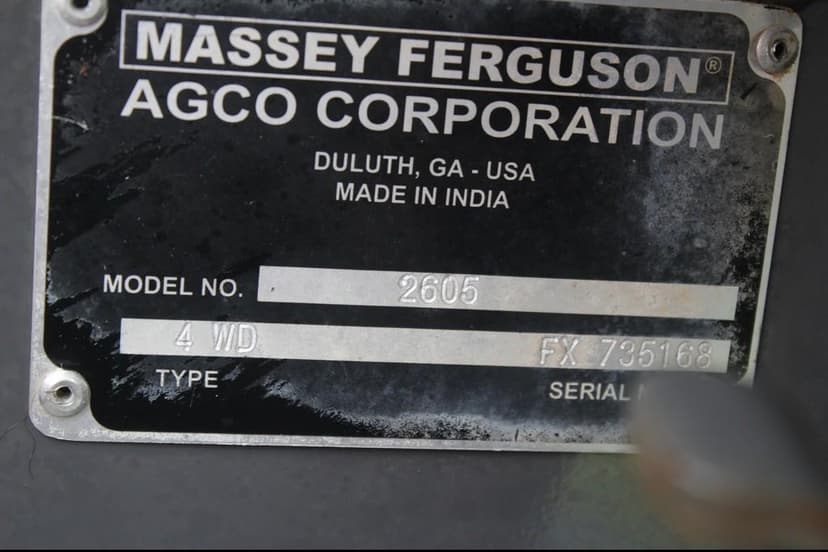 MASSEY FERGUSON®
AGCO CORPORATION
DULUTH, GA - USA
MADE IN INDIA
MODEL NO. 2605
4 WD FX 735168
TYPE SERIAL